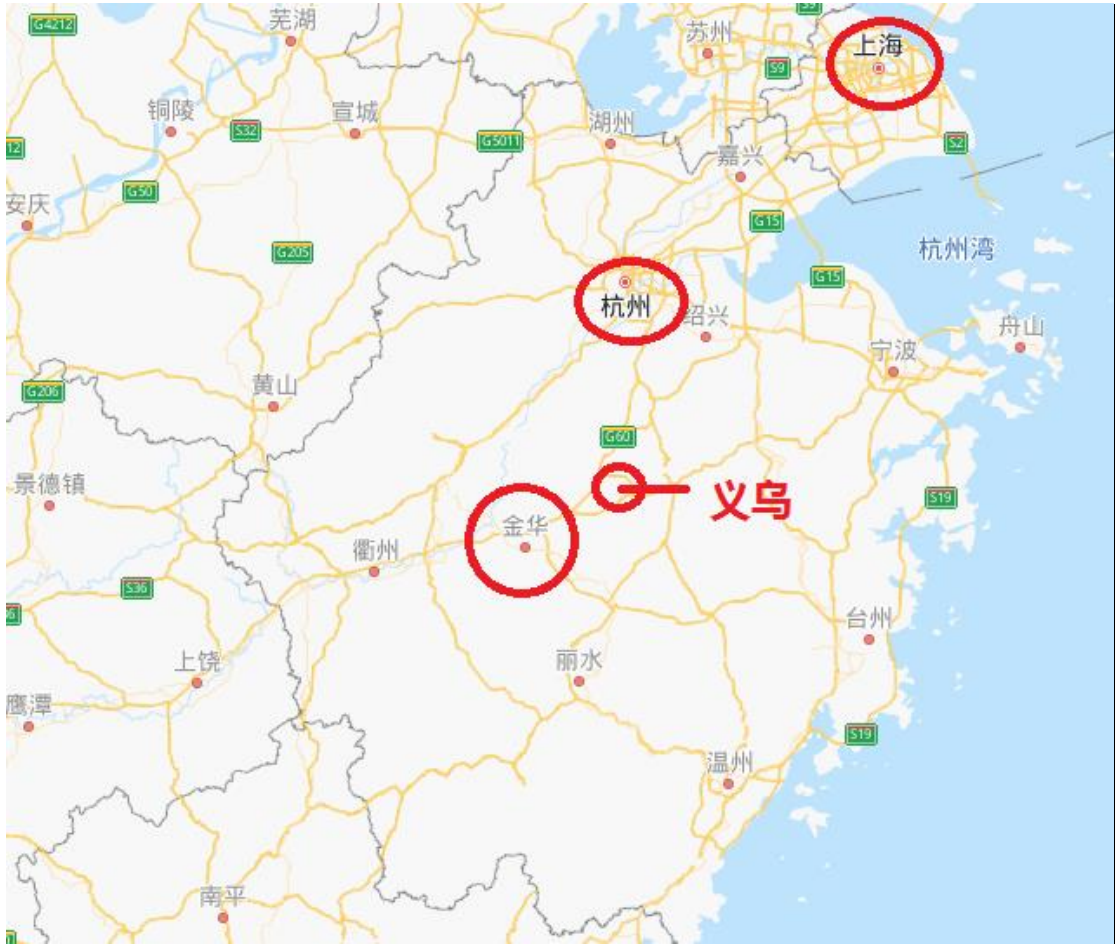 G4212
芜湖
苏州
S9
上海
S9
铜陵
宣城
S32
湖州
G5011
12
嘉兴
S2
G50
安庆
G15
G205
杭州湾
G15
杭州
绍兴
舟山
宁波
黄山
G206
G60
景德镇
义乌
S19
金华
衢州
S36
台州
上饶
丽水
鹰潭
S19
温州
南平